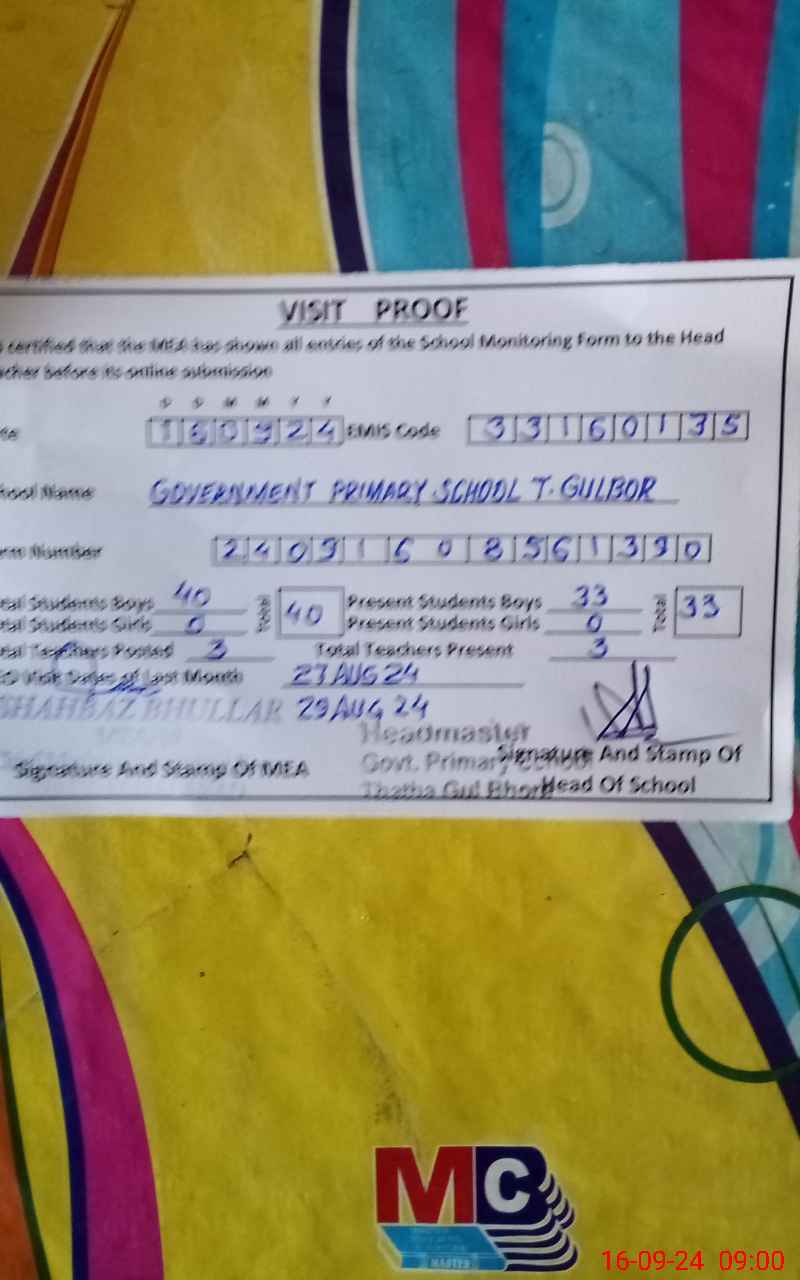 VISIT PROOF
certified that the MEA has shown all entries of the School Monitoring Form to the Head
before its online submission
D D M M Y Y
160924 EMIS Code 33160135
Name GOVERNMENT PRIMARY SCHOOL T. GULBOR
Number 24091608561390
Students Boys 40 Total 40 Present Students Boys 33 Total 33
Students Girls 0 Present Students Girls 0
Teachers Posted 3 Total Teachers Present 3
Visit Dates of Last Month 27 AUG 24
SHAHBAZ BHULLAR 29 AUG 24
Headmaster
Signature And Stamp Of MEA Govt. Primary Signature And Stamp Of
Thatha Gul Head Of School
MC
MASTER
16-09-24 09:00